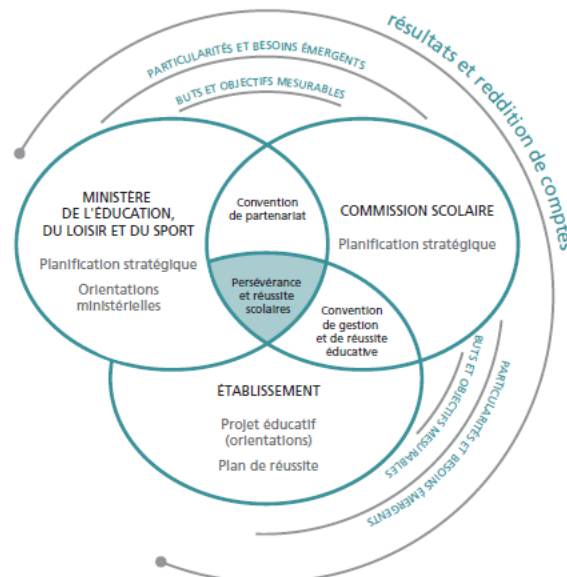 résultats et reddition de comptes
PARTICULARITÉS ET BESOINS ÉMERGENTS
BUTS ET OBJECTIFS MESURABLES
MINISTÈRE
DE L'ÉDUCATION,
DU LOISIR ET DU SPORT
Planification stratégique
Orientations
ministérielles
Convention
de partenariat
COMMISSION SCOLAIRE
Planification stratégique
Persévérance
et réussite
scolaires
Convention
de gestion
et de réussite
éducative
ÉTABLISSEMENT
Projet éducatif
(orientations)
Plan de réussite
BUTS ET OBJECTIFS MESURABLES
PARTICULARITÉS ET BESOINS ÉMERGENTS